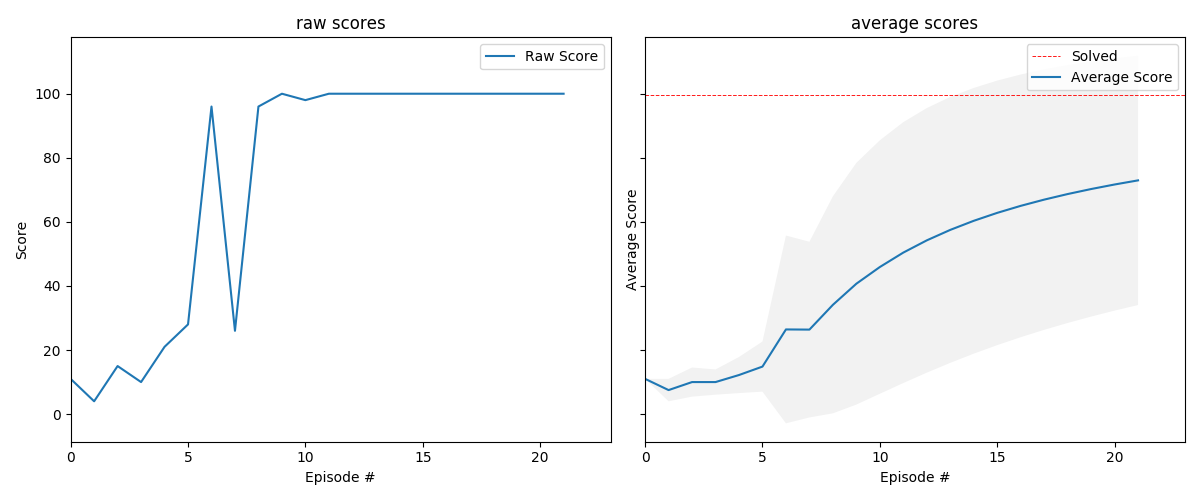 raw scores
Raw Score
100
80
60
40
20
0
Score
0 5 10 15 20
Episode #
average scores
Solved
Average Score
Average Score
0 5 10 15 20
Episode #